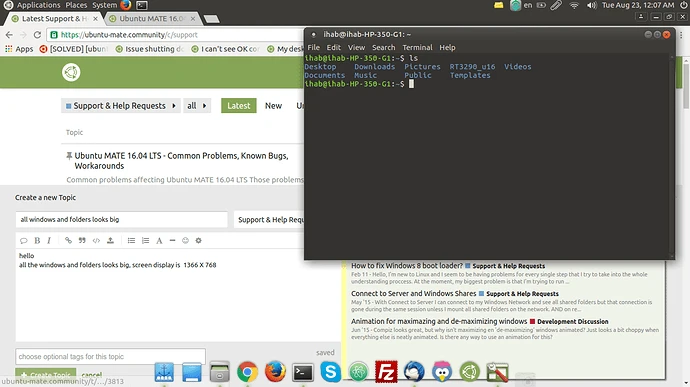 Applications Places System
en
Tue Aug 23, 12:07 AM
Latest Support & Hel
Ubuntu MATE 16.04
https://ubuntu-mate.community/c/support
[SOLVED] [Ubuntu
Issue shutting do
I can't see OK co
My desk
Support & Help Requests
all
Latest
New
Un
Topic
Ubuntu MATE 16.04 LTS - Common Problems, Known Bugs,
Workarounds
Common problems affecting Ubuntu MATE 16.04 LTS Those problems
ihab@ihab-HP-350-G1: ~
File Edit View Search Terminal Help
ihab@ihab-HP-350-G1:~$ ls
Desktop Downloads Pictures RT3290_u16 Videos
Documents Music Public Templates
ihab@ihab-HP-350-G1:~$
Create a new Topic
all windows and folders looks big
Support & Help Requ
B I
hello
all the windows and folders looks big, screen display is 1366 X 768
choose optional tags for this topic
saved
+ Create Topic cancel
ubuntu-mate.community/t/.../3813
How to fix Windows 8 boot loader? Support & Help Requests
Feb 11 - Hello, I'm new to Linux and I seem to be having problems for every single step that I try to take into the whole
understanding process. At the moment, my biggest problem is that I'm trying to run ...
Connect to Server and Windows Shares Support & Help Requests
May '15 - With Connect to Server I can connect to my Windows Network and see all shared folders but that connection is
gone during the same session unless I mount all shared folders on the network, AND on re...
Animation for maximazing and de-maximizing windows Development Discussion
Jun '15 - Compiz looks great, but why isn't maximizing en 'de-maximizing' windows animated? Just looks a bit choppy when
everything else is neatly animated. Is there any way to use an animation for this?